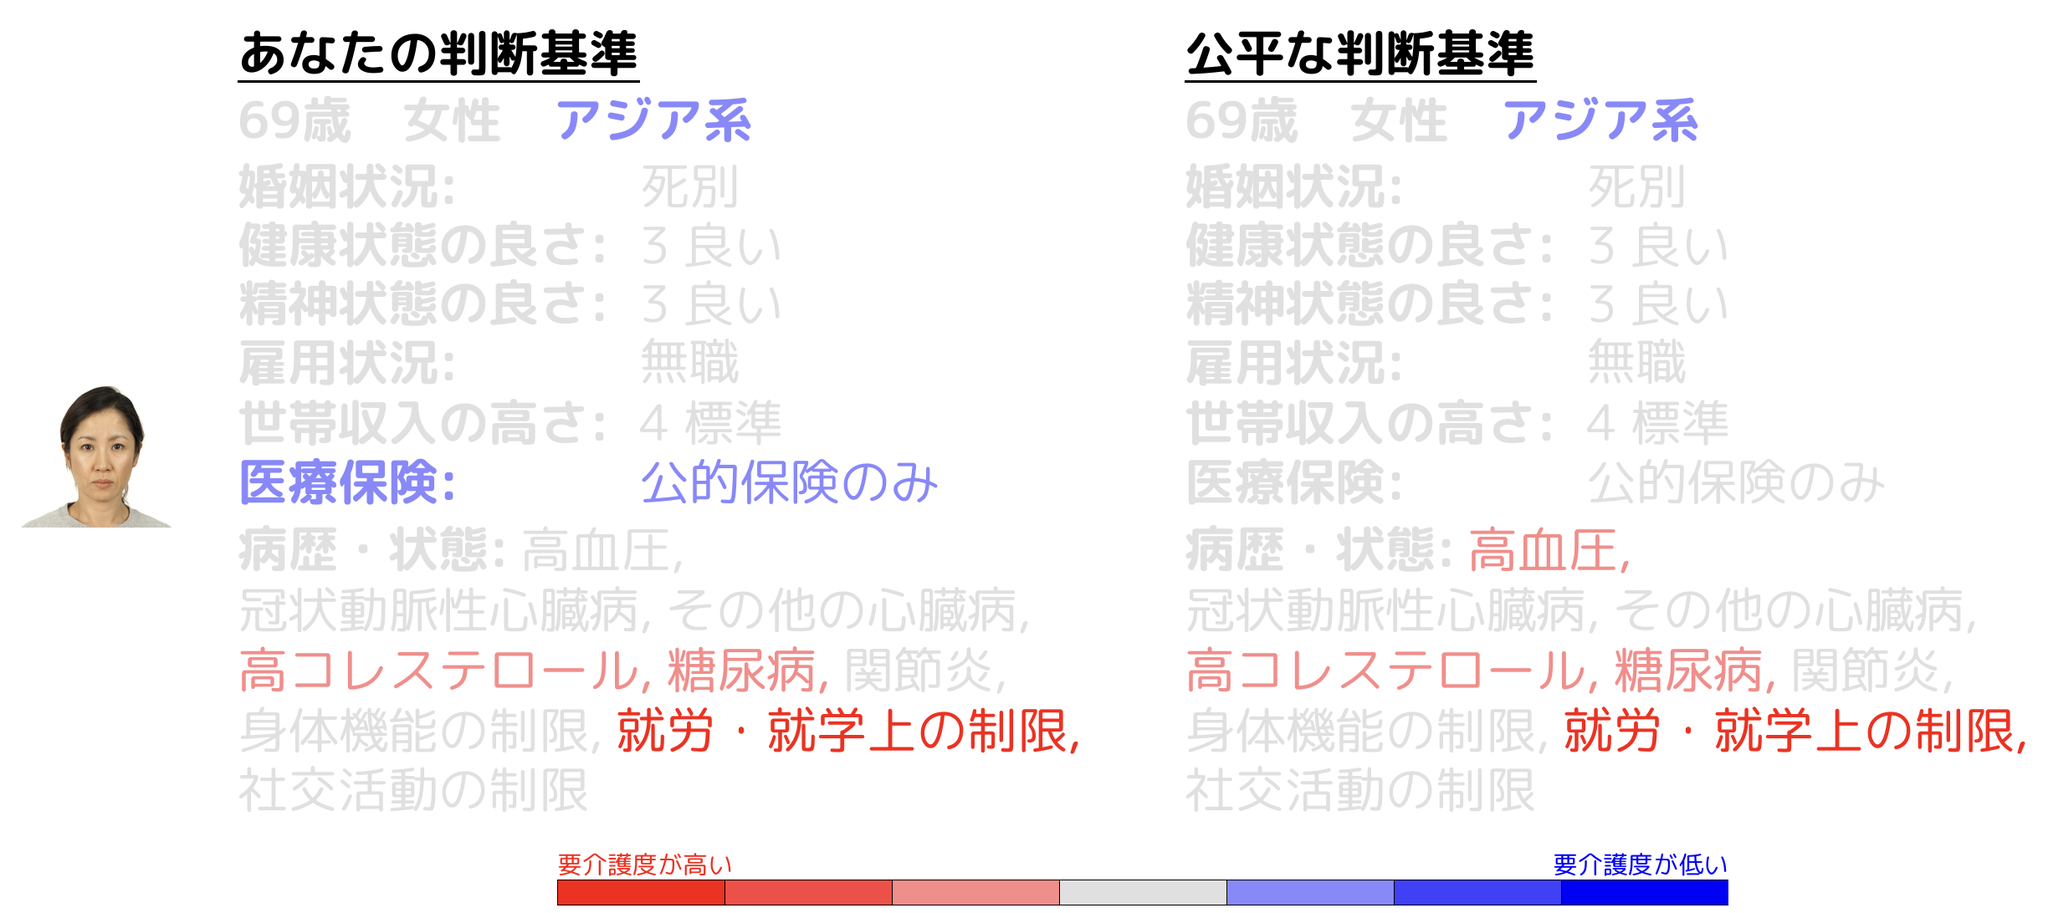 あなたの判断基準
69歳 女性 アジア系
婚姻状況: 死別
健康状態の良さ: 3 良い
精神状態の良さ: 3 良い
雇用状況: 無職
世帯収入の高さ: 4 標準
医療保険: 公的保険のみ
病歴・状態: 高血圧,
冠状動脈性心臓病, その他の心臓病,
高コレステロール, 糖尿病, 関節炎,
身体機能の制限, 就労・就学上の制限,
社交活動の制限
公平な判断基準
69歳 女性 アジア系
婚姻状況: 死別
健康状態の良さ: 3 良い
精神状態の良さ: 3 良い
雇用状況: 無職
世帯収入の高さ: 4 標準
医療保険: 公的保険のみ
病歴・状態: 高血圧,
冠状動脈性心臓病, その他の心臓病,
高コレステロール, 糖尿病, 関節炎,
身体機能の制限, 就労・就学上の制限,
社交活動の制限
要介護度が高い
要介護度が低い